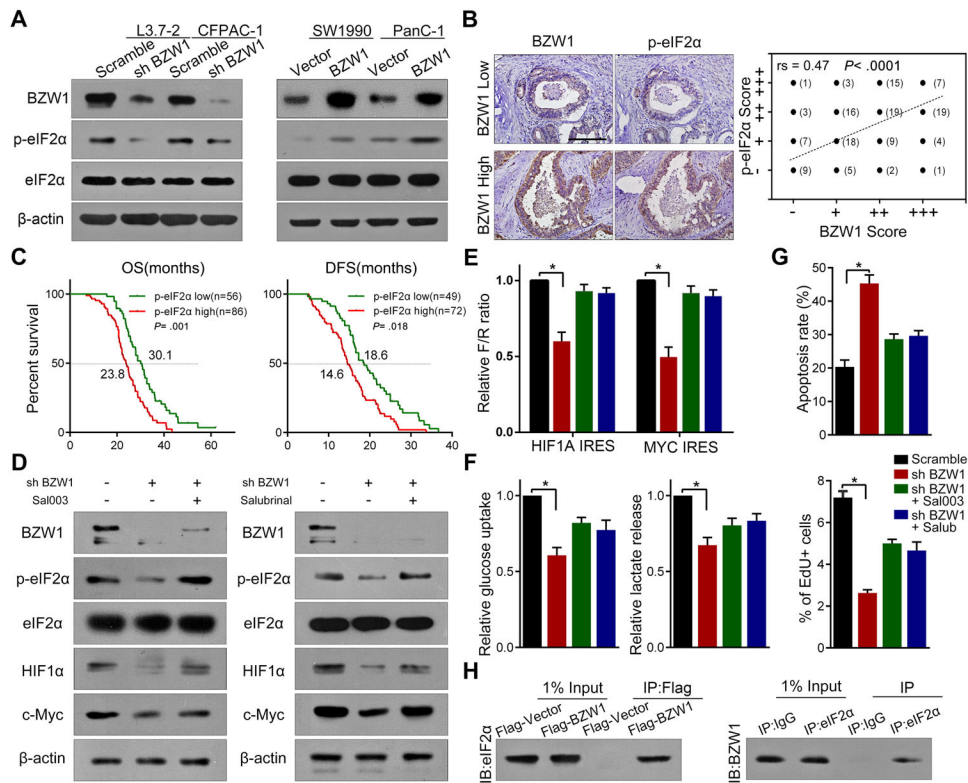 A
L3.7-2 CFPAC-1
Scramble sh BZW1 Scramble sh BZW1
SW1990 PanC-1
Vector BZW1 Vector BZW1
BZW1
p-eIF2α
eIF2α
β-actin
B
BZW1 p-eIF2α
BZW1 Low
BZW1 High
rs = 0.47 P< .0001
p-eIF2α Score
+++
++
+
-
(1) (3) (15) (7)
(3) (16) (19) (19)
(7) (18) (9) (4)
(9) (5) (2) (1)
- + ++ +++
BZW1 Score
C
OS(months)
Percent survival
100
50
0
p-eIF2α low(n=56)
p-eIF2α high(n=86)
P= .001
30.1
23.8
0 20 40 60
DFS(months)
100
50
0
p-eIF2α low(n=49)
p-eIF2α high(n=72)
P= .018
18.6
14.6
0 10 20 30 40
D
sh BZW1 - + +
Sal003 - - +
BZW1
p-eIF2α
eIF2α
HIF1α
c-Myc
β-actin
sh BZW1 - + +
Salubrinal - - +
BZW1
p-eIF2α
eIF2α
HIF1α
c-Myc
β-actin
E
Relative F/R ratio
1.0
0.5
0.0
* *
HIF1A IRES MYC IRES
F
Relative glucose uptake
1.0
0.5
0.0
*
Relative lactate release
1.0
0.5
0.0
*
G
Apoptosis rate (%)
60
40
20
0
*
Scramble
sh BZW1
sh BZW1
+ Sal003
sh BZW1
+ Salub
% of EdU+ cells
8
6
4
2
0
*
H
1% Input IP:Flag
Flag-Vector Flag-BZW1 Flag-Vector Flag-BZW1
IB:eIF2α
1% Input IP
IP:IgG IP:eIF2α IP:IgG IP:eIF2α
IB:BZW1